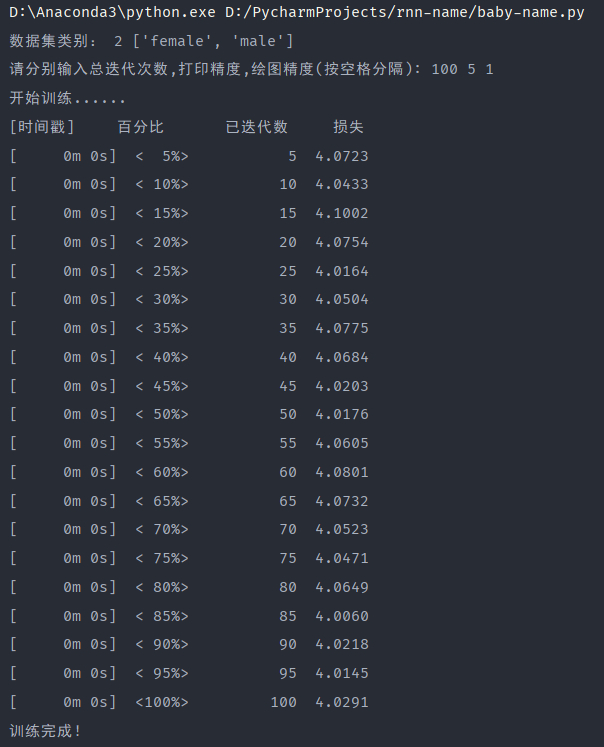 D:\Anaconda3\python.exe D:/PycharmProjects/rnn-name/baby-name.py
数据集类别： 2 ['female', 'male']
请分别输入总迭代次数,打印精度,绘图精度(按空格分隔): 100 5 1
开始训练......
[时间戳]     百分比       已迭代数     损失
[     0m 0s]  <  5%>          5  4.0723
[     0m 0s]  < 10%>         10  4.0433
[     0m 0s]  < 15%>         15  4.1002
[     0m 0s]  < 20%>         20  4.0754
[     0m 0s]  < 25%>         25  4.0164
[     0m 0s]  < 30%>         30  4.0504
[     0m 0s]  < 35%>         35  4.0775
[     0m 0s]  < 40%>         40  4.0684
[     0m 0s]  < 45%>         45  4.0203
[     0m 0s]  < 50%>         50  4.0176
[     0m 0s]  < 55%>         55  4.0605
[     0m 0s]  < 60%>         60  4.0801
[     0m 0s]  < 65%>         65  4.0732
[     0m 0s]  < 70%>         70  4.0523
[     0m 0s]  < 75%>         75  4.0471
[     0m 0s]  < 80%>         80  4.0649
[     0m 0s]  < 85%>         85  4.0060
[     0m 0s]  < 90%>         90  4.0218
[     0m 0s]  < 95%>         95  4.0145
[     0m 0s]  <100%>        100  4.0291
训练完成!